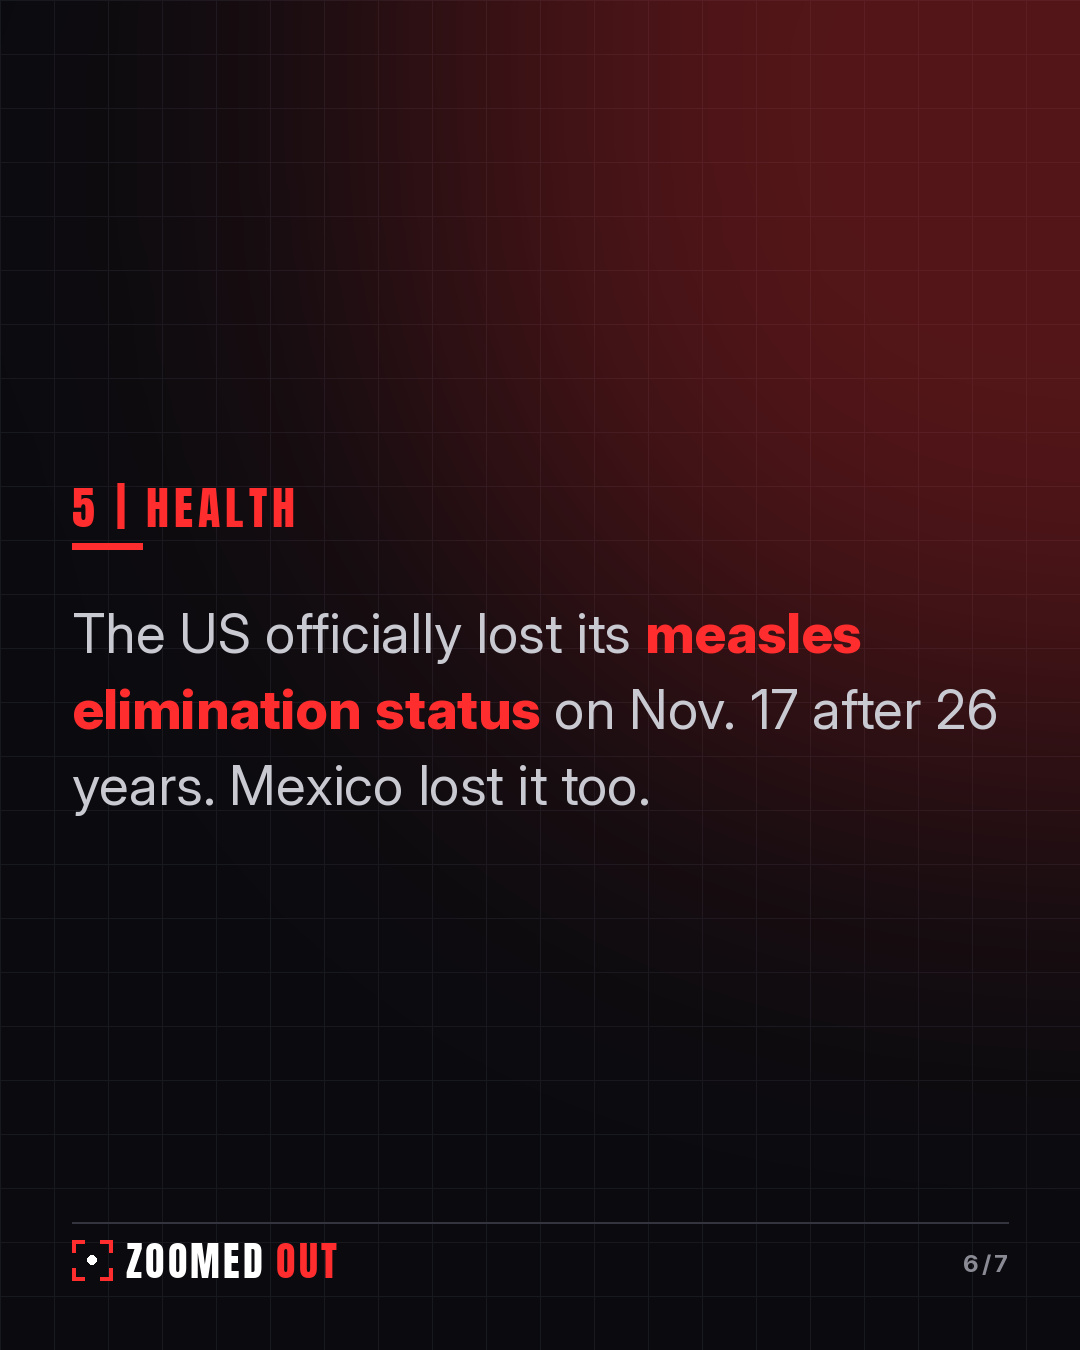 5 | HEALTH
The US officially lost its measles
elimination status on Nov. 17 after 26
years. Mexico lost it too.
ZOOMED OUT
6/7